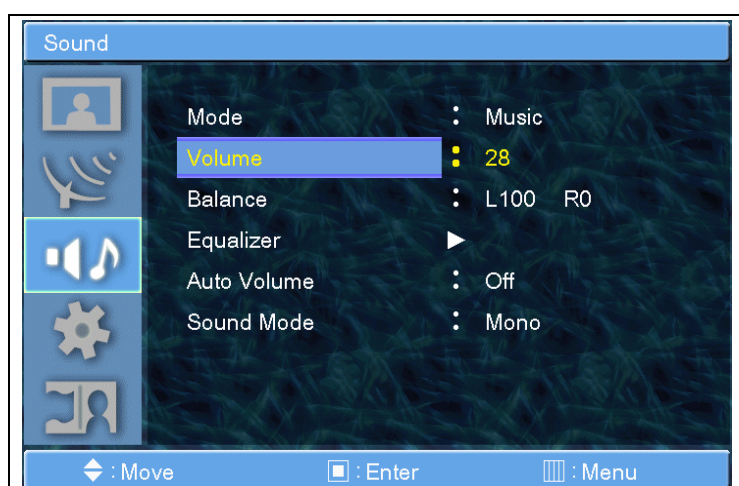 Sound
Mode : Music
Volume : 28
Balance : L100 R0
Equalizer
Auto Volume : Off
Sound Mode : Mono
: Move : Enter : Menu